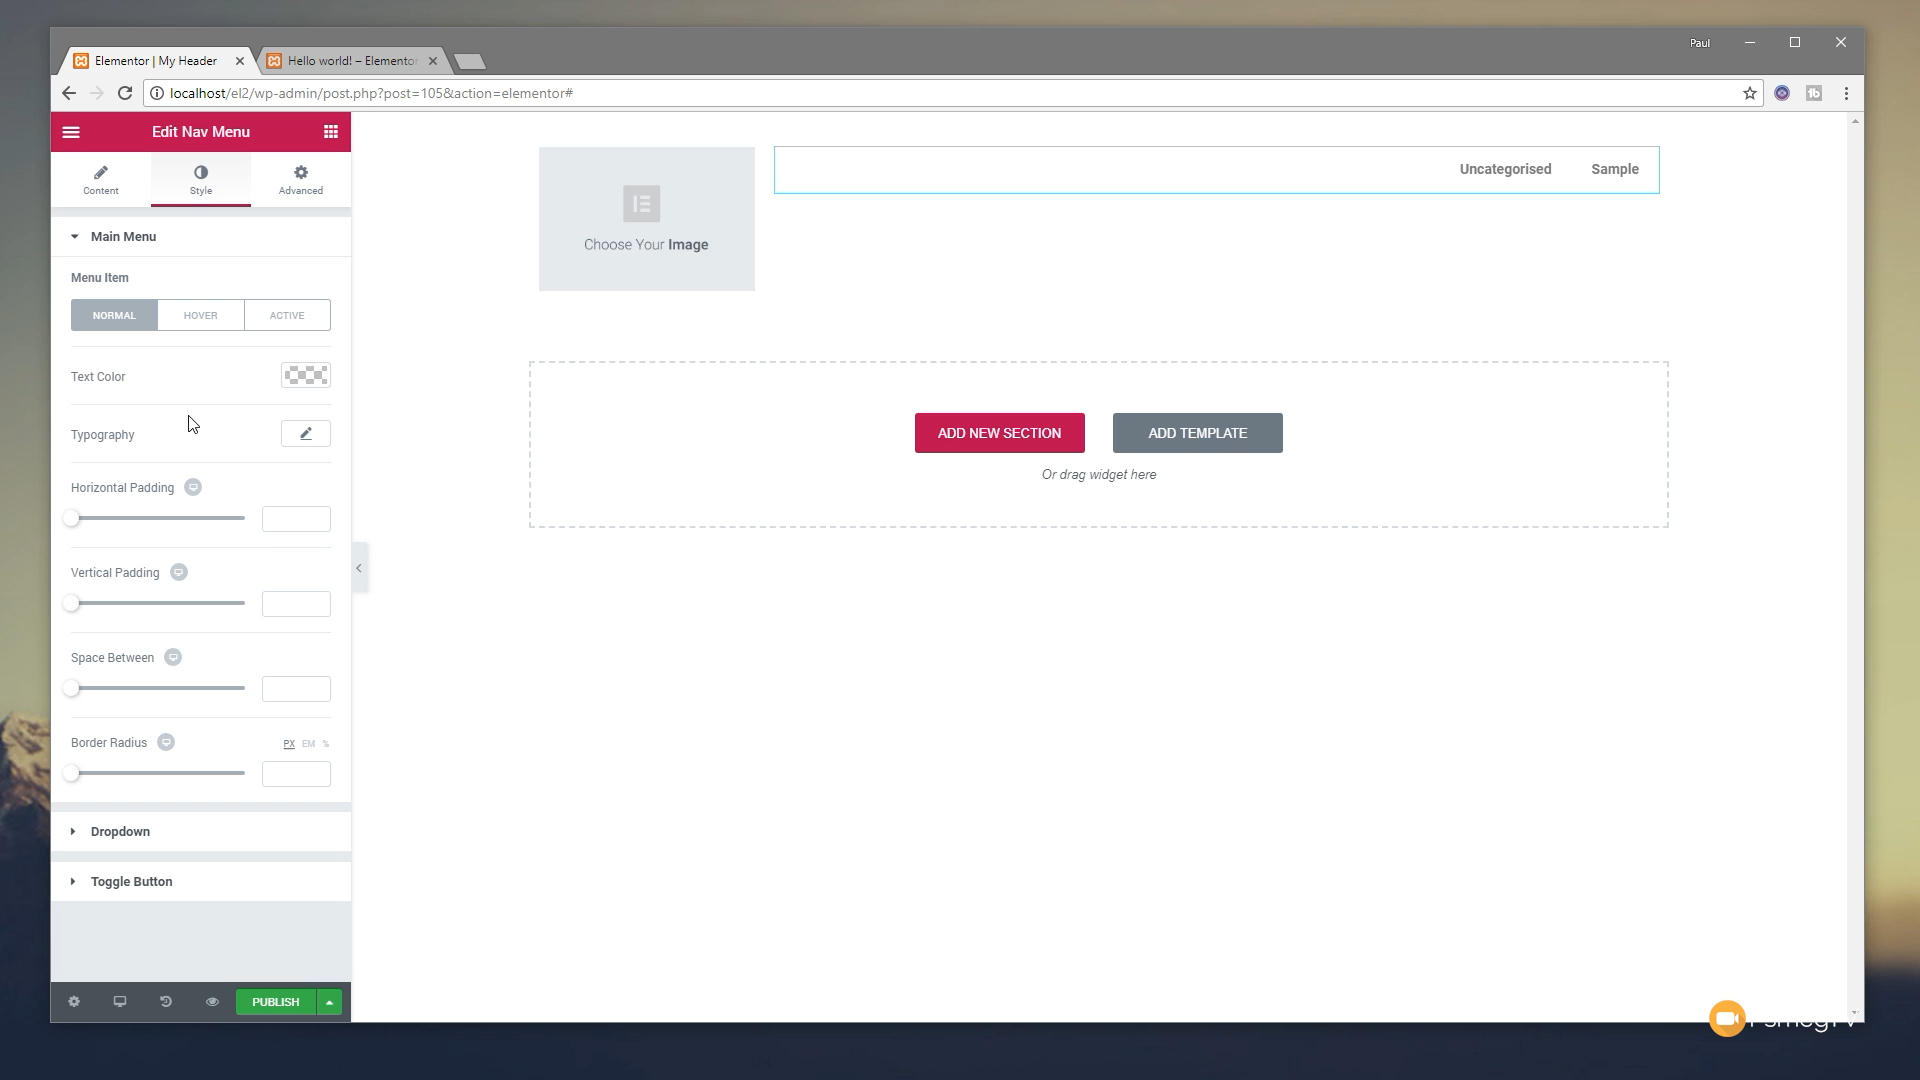 Paul
Elementor | My Header
Hello world! – Elementor
localhost/el2/wp-admin/post.php?post=105&action=elementor#
Edit Nav Menu
Content
Style
Advanced
Main Menu
Menu Item
NORMAL
HOVER
ACTIVE
Text Color
Typography
Horizontal Padding
Vertical Padding
Space Between
Border Radius
PX EM %
Dropdown
Toggle Button
PUBLISH
Choose Your Image
Uncategorised
Sample
ADD NEW SECTION
ADD TEMPLATE
Or drag widget here